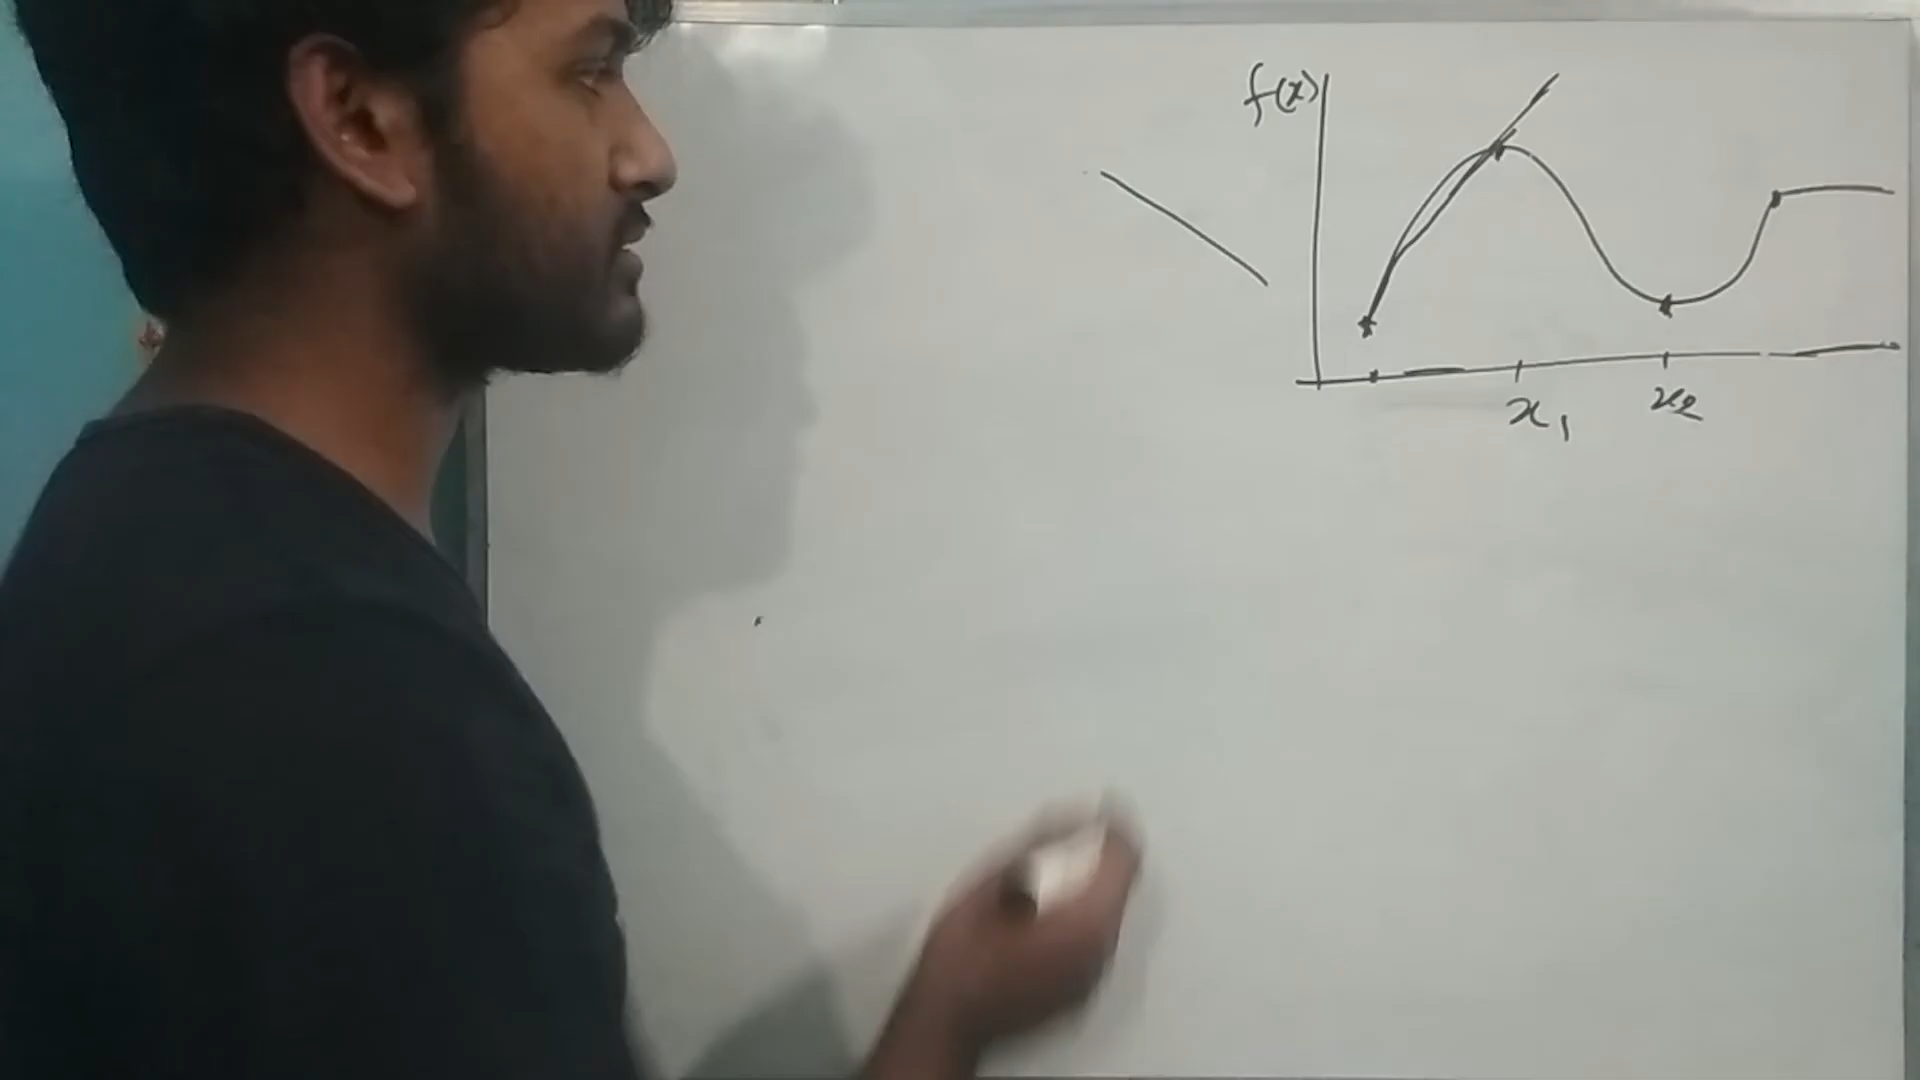 f(x)
x₁ x₂